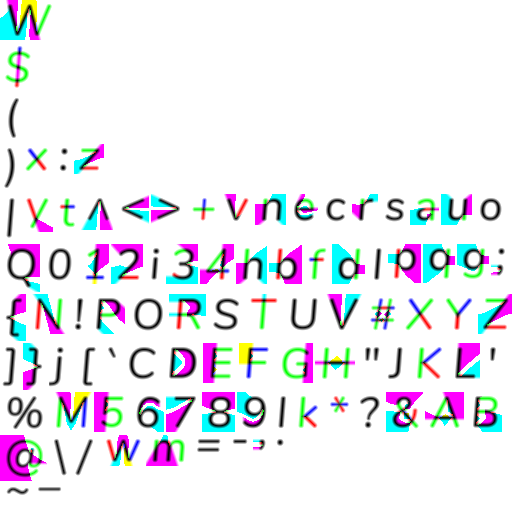 W
$
(
) x : z
| y t ^ < > + v n e c r s a u o
Q 0 1 2 i 3 4 h b f d l p q g ;
{ N ! P O R S T U V # X Y Z
] } j [ ` C D E F G H " J K L '
% M 5 6 7 8 9 I k * ? & A B
@ \ / w m = - , .
~ _